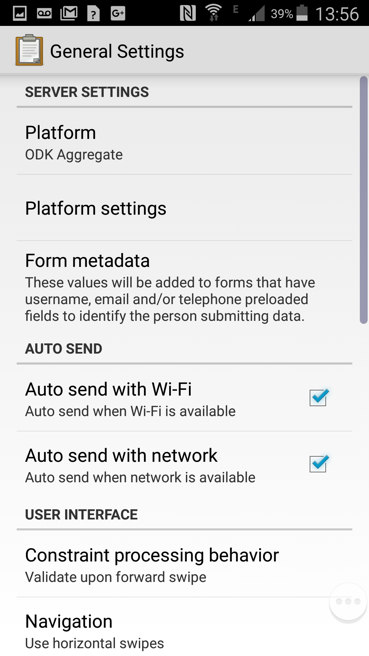 E
39%
13:56
General Settings
SERVER SETTINGS
Platform
ODK Aggregate
Platform settings
Form metadata
These values will be added to forms that have
username, email and/or telephone preloaded
fields to identify the person submitting data.
AUTO SEND
Auto send with Wi-Fi
Auto send when Wi-Fi is available
Auto send with network
Auto send when network is available
USER INTERFACE
Constraint processing behavior
Validate upon forward swipe
Navigation
Use horizontal swipes